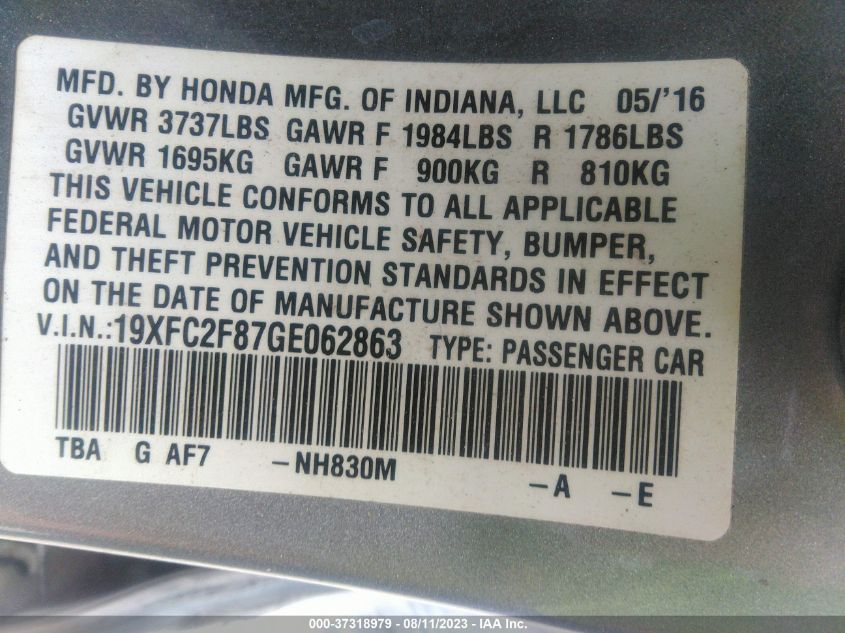 MFD. BY HONDA MFG. OF INDIANA, LLC 05/'16
GVWR 3737LBS GAWR F 1984LBS R 1786LBS
GVWR 1695KG GAWR F 900KG R 810KG
THIS VEHICLE CONFORMS TO ALL APPLICABLE
FEDERAL MOTOR VEHICLE SAFETY, BUMPER,
AND THEFT PREVENTION STANDARDS IN EFFECT
ON THE DATE OF MANUFACTURE SHOWN ABOVE.
V.I.N.:19XFC2F87GE062863 TYPE: PASSENGER CAR
TBA G AF7 -NH830M -A -E
000-37318979 - 08/11/2023 - IAA Inc.